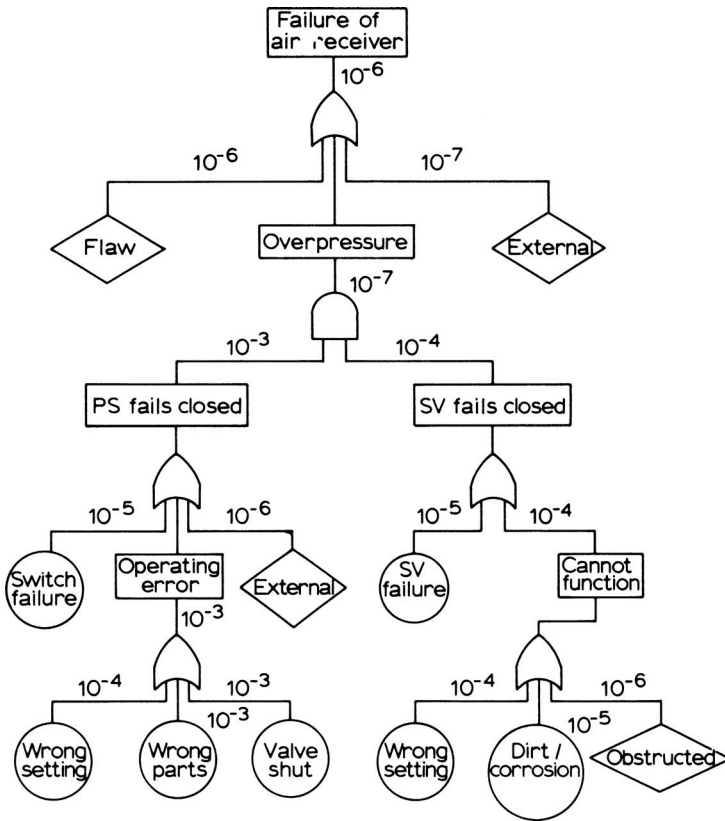 Failure of
air receiver
10⁻⁶
10⁻⁶
10⁻⁷
Flaw
Overpressure
External
10⁻⁷
10⁻³
10⁻⁴
PS fails closed
SV fails closed
10⁻⁵
10⁻⁶
10⁻⁵
10⁻⁴
Switch
failure
Operating
error
External
SV
failure
Cannot
function
10⁻³
10⁻⁴
10⁻³
10⁻³
10⁻⁴
10⁻⁶
10⁻⁵
Wrong
setting
Wrong
parts
Valve
shut
Wrong
setting
Dirt/
corrosion
Obstructed